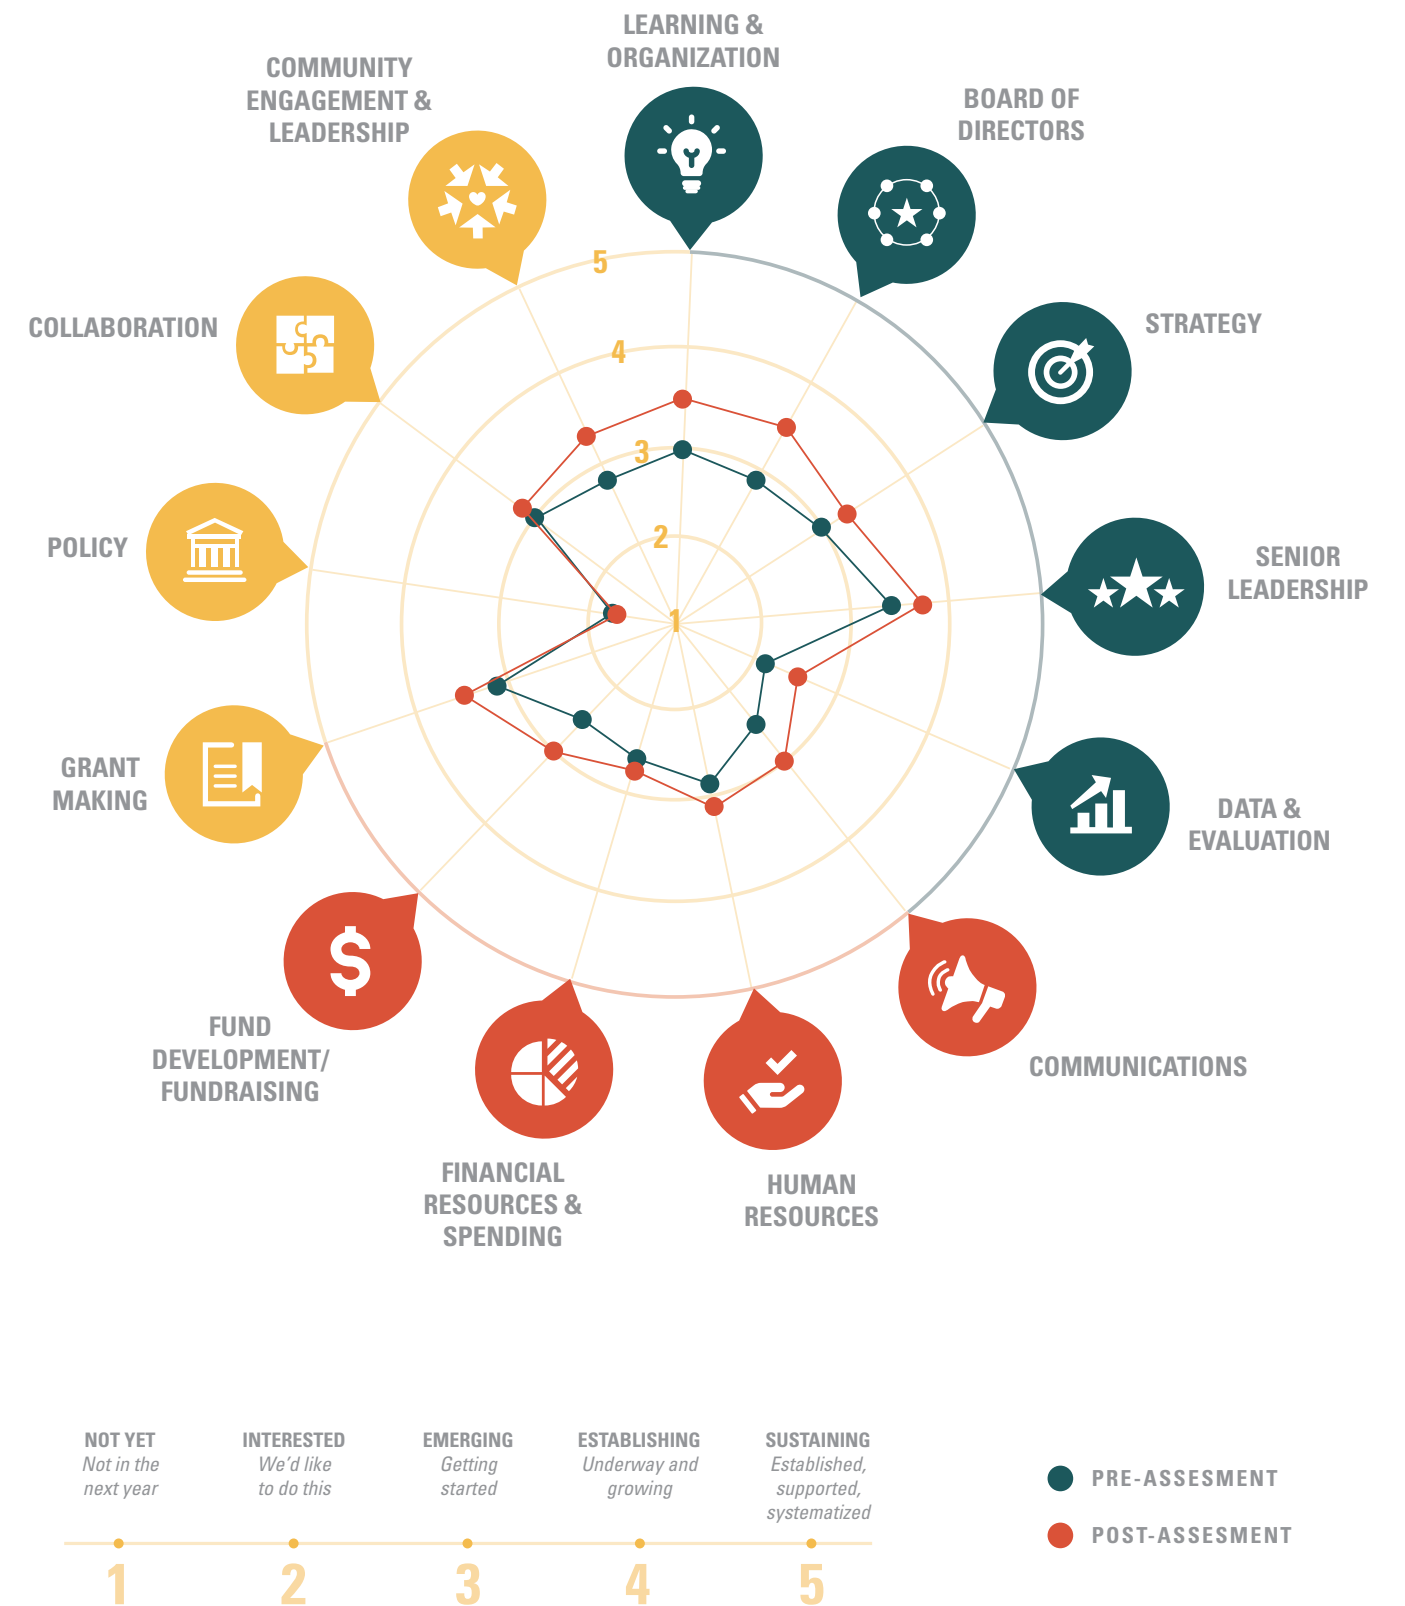 LEARNING &
ORGANIZATION
COMMUNITY
ENGAGEMENT &
LEADERSHIP
BOARD OF
DIRECTORS
STRATEGY
COLLABORATION
5
4
3
2
1
POLICY
SENIOR
LEADERSHIP
GRANT
MAKING
DATA &
EVALUATION
FUND
DEVELOPMENT/
FUNDRAISING
$
COMMUNICATIONS
FINANCIAL
RESOURCES &
SPENDING
HUMAN
RESOURCES
NOT YET
Not in the
next year
1
INTERESTED
We'd like
to do this
2
EMERGING
Getting
started
3
ESTABLISHING
Underway and
growing
4
SUSTAINING
Established,
supported,
systematized
5
PRE-ASSESMENT
POST-ASSESMENT